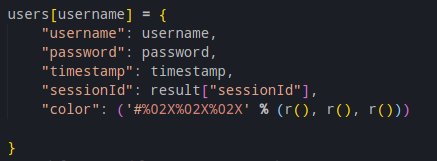 users[username] = {
"username": username,
"password": password,
"timestamp": timestamp,
"sessionId": result["sessionId"],
"color": ('#%02X%02X%02X' % (r(), r(), r()))
}